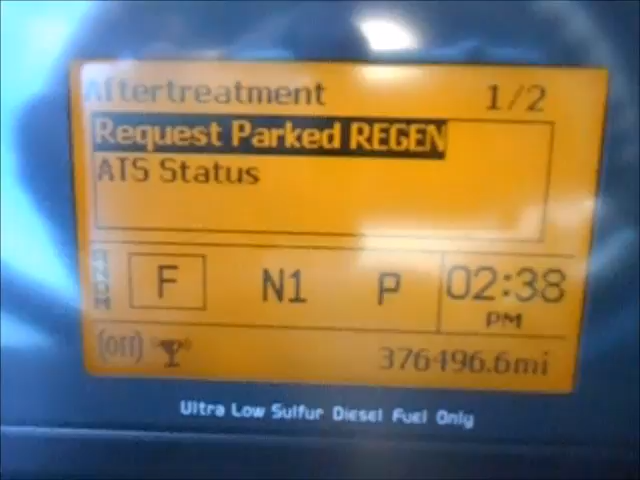 Aftertreatment 1/2
Request Parked REGEN
ATS Status
F N1 P 02:38
PM
(off) 376496.6mi
Ultra Low Sulfur Diesel Fuel Only